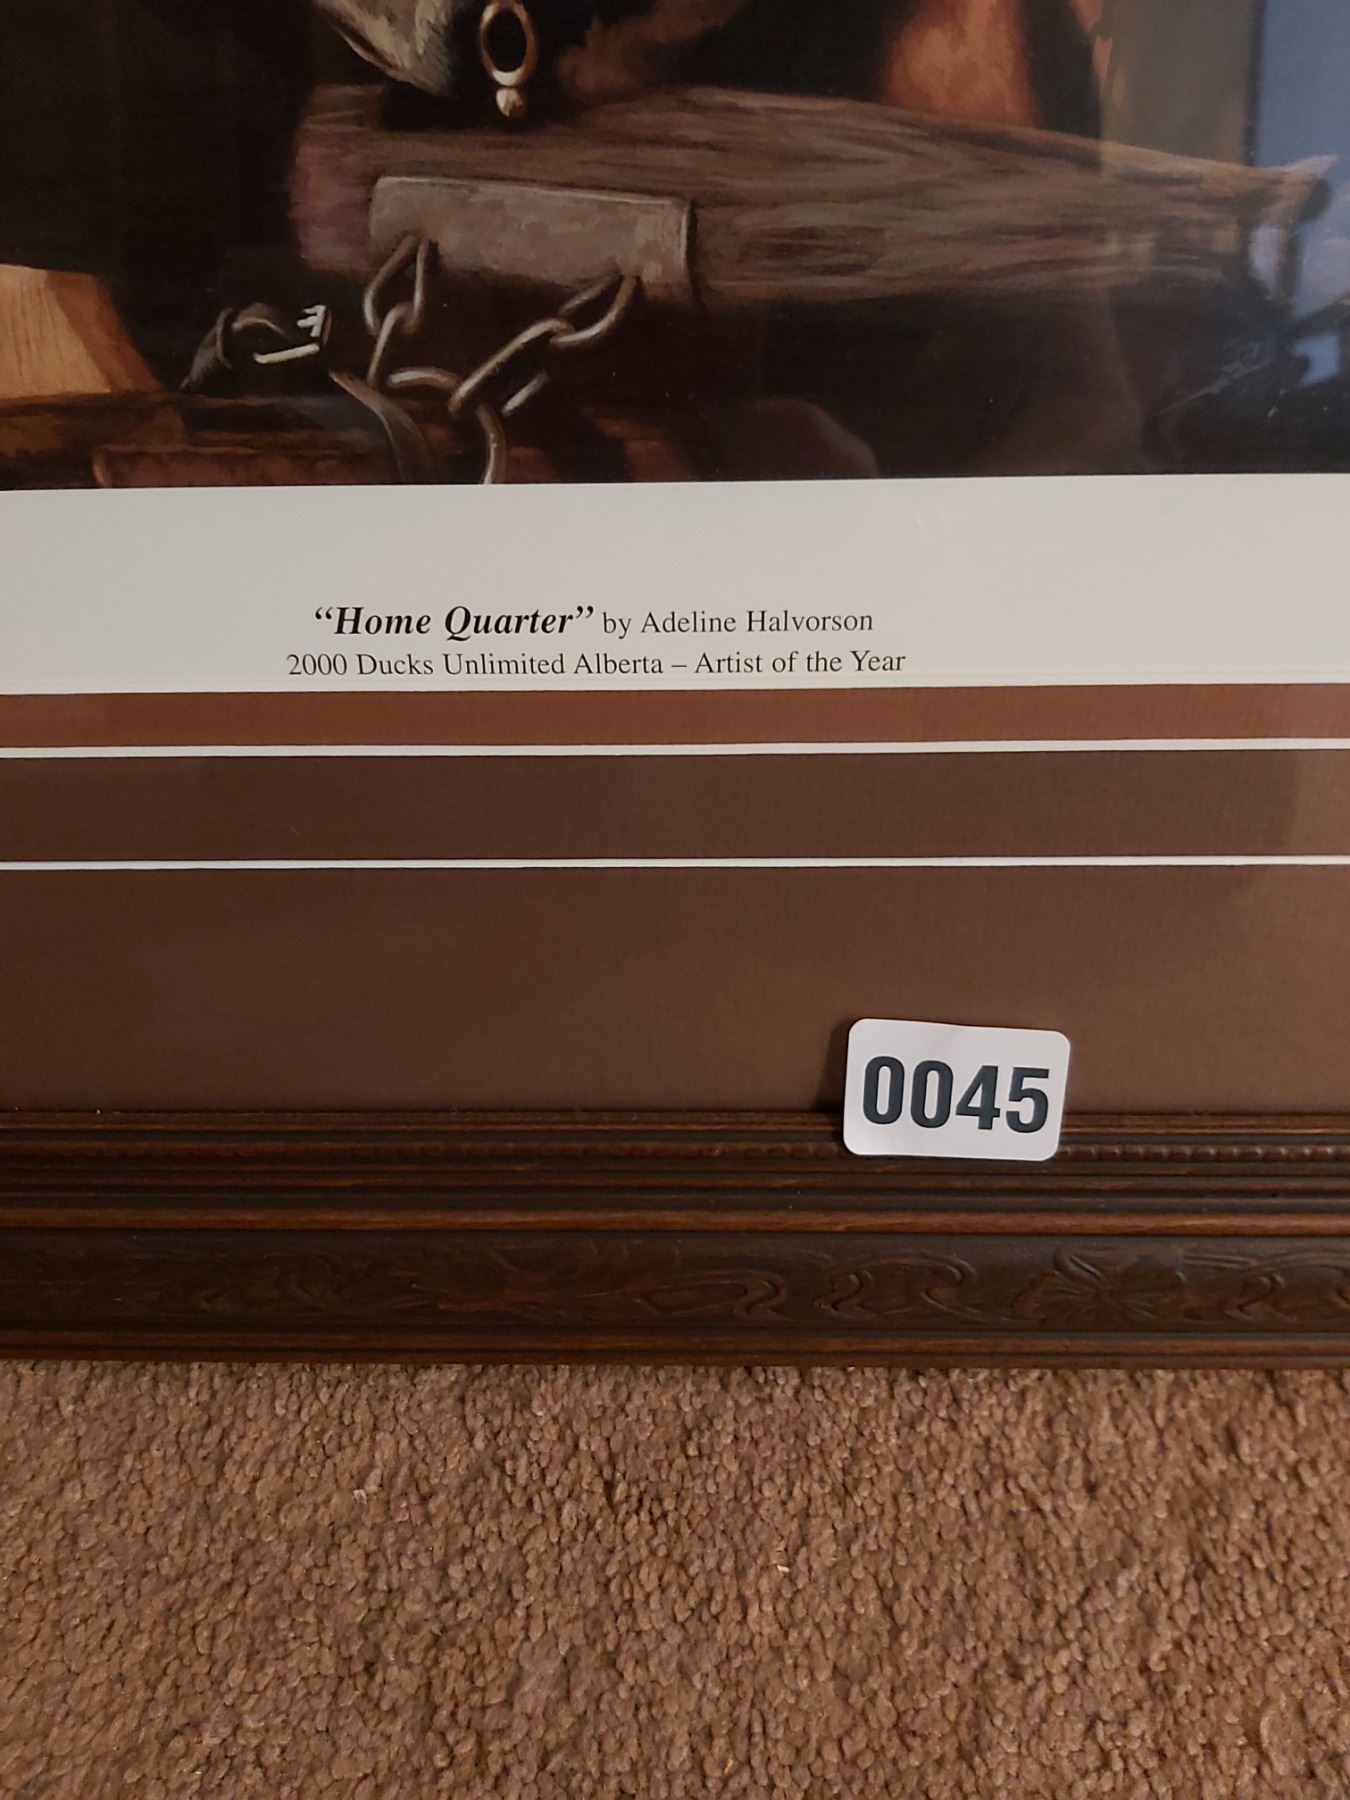 “Home Quarter” by Adeline Halvorson
2000 Ducks Unlimited Alberta – Artist of the Year
0045